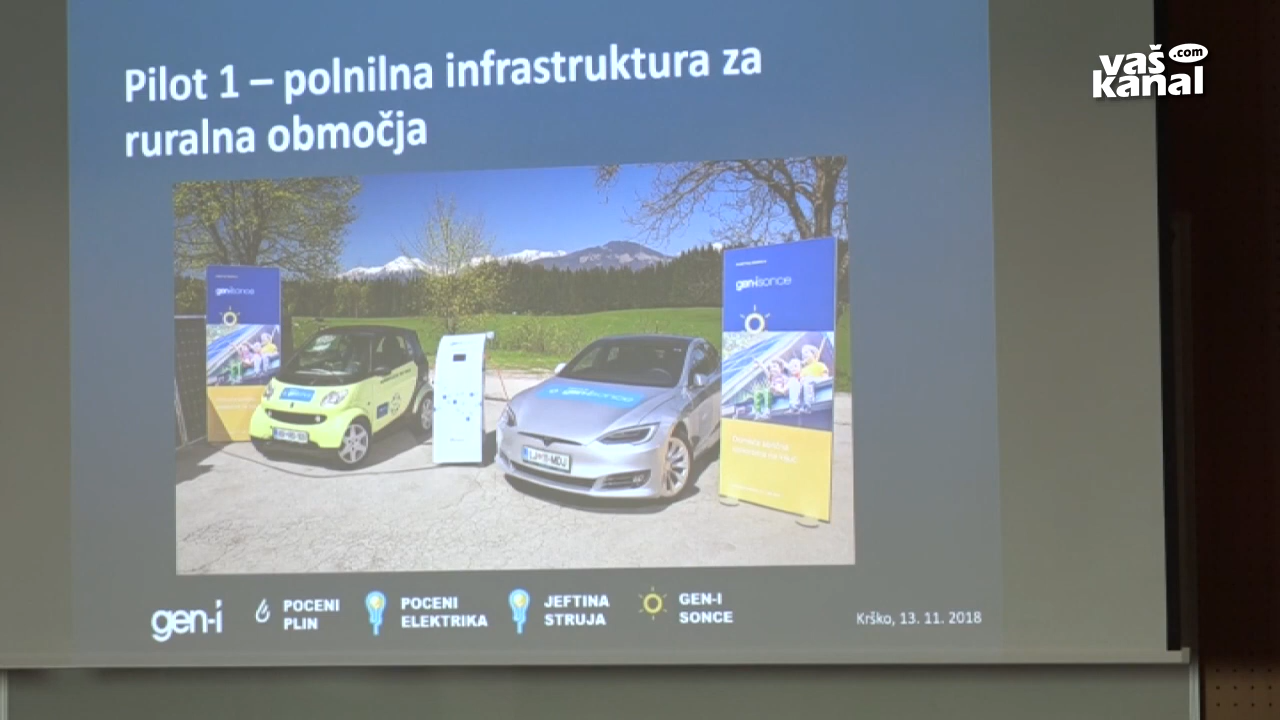 Pilot 1 – polnilna infrastruktura za
ruralna območja
vaš .com
kanal
gen-i sonce
gen-i sonce
gen-i
POCENI
PLIN
POCENI
ELEKTRIKA
JEFTINA
STRUJA
GEN-I
SONCE
Krško, 13. 11. 2018